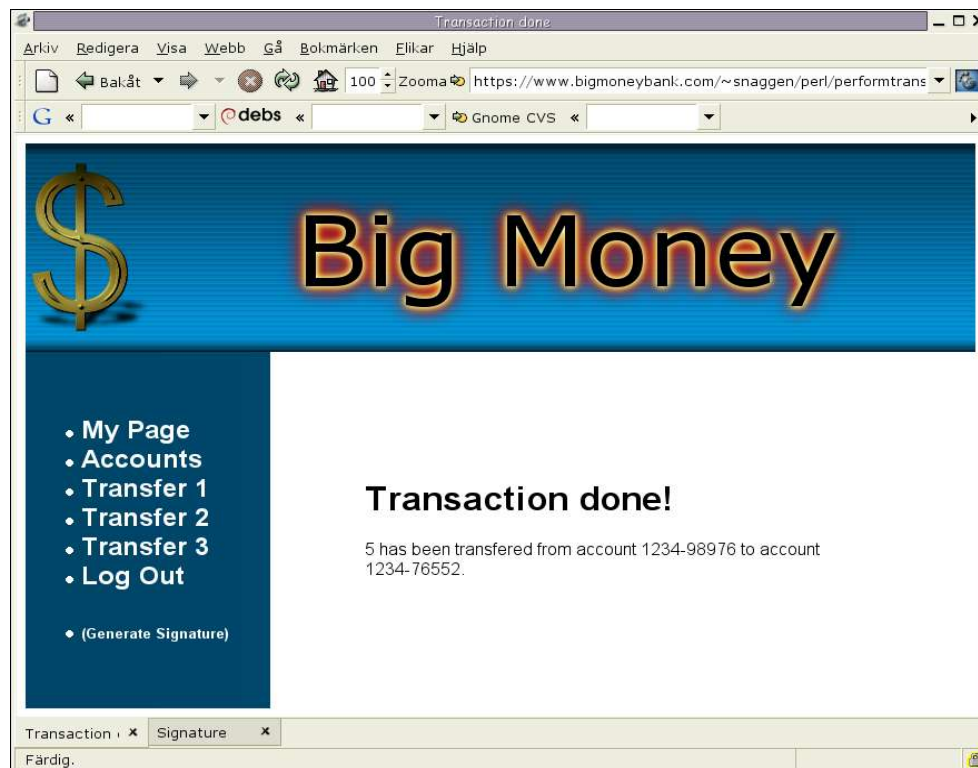 Transaction done
Arkiv Redigera Visa Webb Gå Bokmärken Flikar Hjälp
Bakåt 100 Zooma https://www.bigmoneybank.com/~snaggen/perl/performtrans
G « debs « Gnome CVS «
$ Big Money
My Page
Accounts
Transfer 1
Transfer 2
Transfer 3
Log Out
(Generate Signature)
Transaction done!
5 has been transfered from account 1234-98976 to account
1234-76552.
Transaction Signature
Färdig.